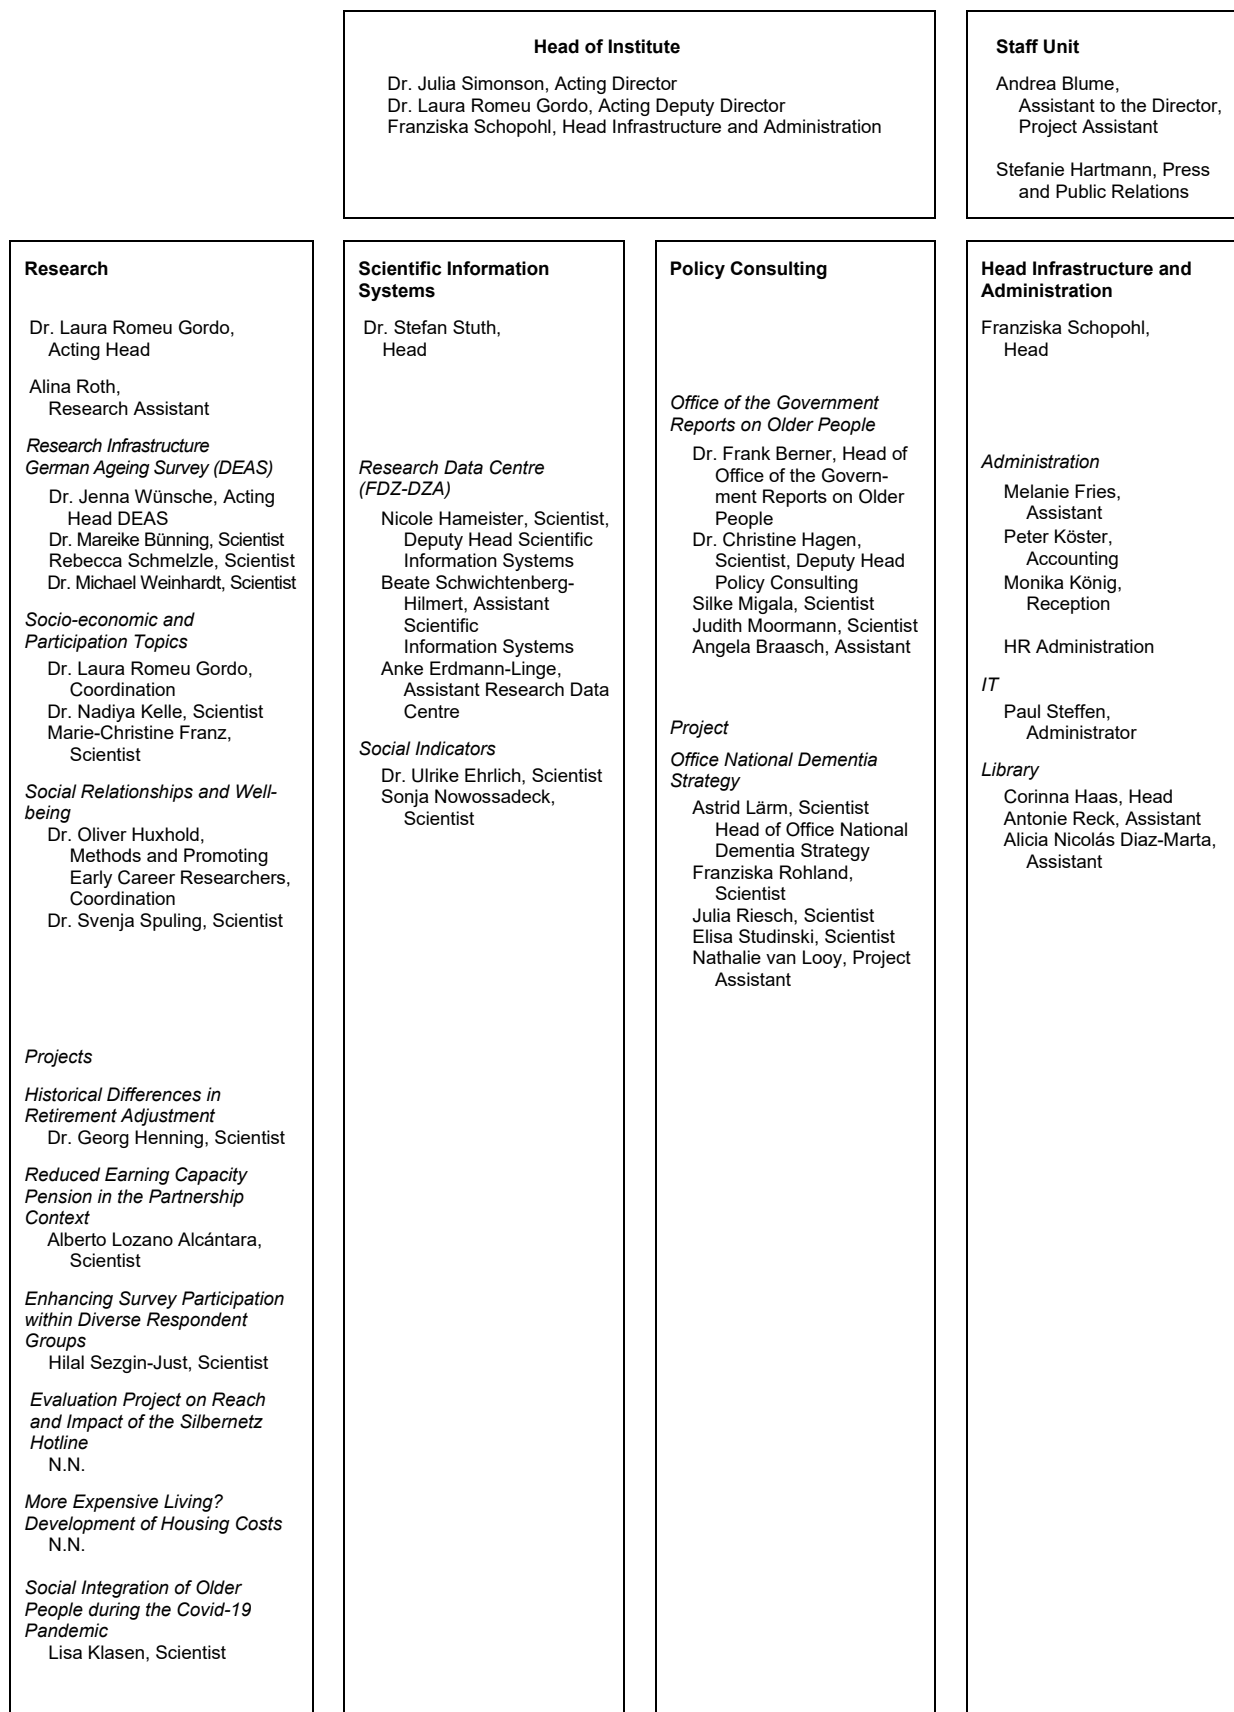 Head of Institute
Dr. Julia Simonson, Acting Director
Dr. Laura Romeu Gordo, Acting Deputy Director
Franziska Schopohl, Head Infrastructure and Administration
Staff Unit
Andrea Blume,
Assistant to the Director,
Project Assistant
Stefanie Hartmann, Press
and Public Relations
Research
Dr. Laura Romeu Gordo,
Acting Head
Alina Roth,
Research Assistant
Research Infrastructure
German Ageing Survey (DEAS)
Dr. Jenna Wünsche, Acting
Head DEAS
Dr. Mareike Bünning, Scientist
Rebecca Schmelzle, Scientist
Dr. Michael Weinhardt, Scientist
Socio-economic and
Participation Topics
Dr. Laura Romeu Gordo,
Coordination
Dr. Nadiya Kelle, Scientist
Marie-Christine Franz,
Scientist
Social Relationships and Well-
being
Dr. Oliver Huxhold,
Methods and Promoting
Early Career Researchers,
Coordination
Dr. Svenja Spuling, Scientist
Projects
Historical Differences in
Retirement Adjustment
Dr. Georg Henning, Scientist
Reduced Earning Capacity
Pension in the Partnership
Context
Alberto Lozano Alcántara,
Scientist
Enhancing Survey Participation
within Diverse Respondent
Groups
Hilal Sezgin-Just, Scientist
Evaluation Project on Reach
and Impact of the Silbernetz
Hotline
N.N.
More Expensive Living?
Development of Housing Costs
N.N.
Social Integration of Older
People during the Covid-19
Pandemic
Lisa Klasen, Scientist
Scientific Information
Systems
Dr. Stefan Stuth,
Head
Research Data Centre
(FDZ-DZA)
Nicole Hameister, Scientist,
Deputy Head Scientific
Information Systems
Beate Schwichtenberg-
Hilmert, Assistant
Scientific
Information Systems
Anke Erdmann-Linge,
Assistant Research Data
Centre
Social Indicators
Dr. Ulrike Ehrlich, Scientist
Sonja Nowossadeck,
Scientist
Policy Consulting
Office of the Government
Reports on Older People
Dr. Frank Berner, Head of
Office of the Govern-
ment Reports on Older
People
Dr. Christine Hagen,
Scientist, Deputy Head
Policy Consulting
Silke Migala, Scientist
Judith Moormann, Scientist
Angela Braasch, Assistant
Project
Office National Dementia
Strategy
Astrid Lärm, Scientist
Head of Office National
Dementia Strategy
Franziska Rohland,
Scientist
Julia Riesch, Scientist
Elisa Studinski, Scientist
Nathalie van Looy, Project
Assistant
Head Infrastructure and
Administration
Franziska Schopohl,
Head
Administration
Melanie Fries,
Assistant
Peter Köster,
Accounting
Monika König,
Reception
HR Administration
IT
Paul Steffen,
Administrator
Library
Corinna Haas, Head
Antonie Reck, Assistant
Alicia Nicolás Diaz-Marta,
Assistant